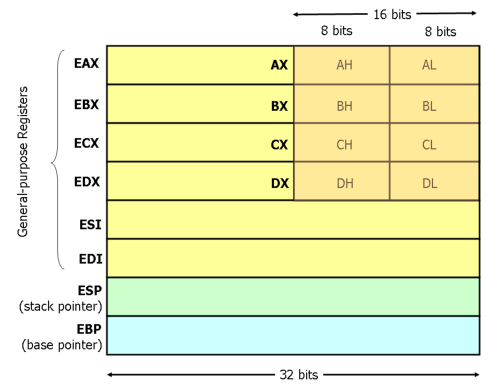 16 bits
8 bits 8 bits
EAX AX AH AL
EBX BX BH BL
ECX CX CH CL
EDX DX DH DL
General-purpose Registers
ESI
EDI
ESP
(stack pointer)
EBP
(base pointer)
32 bits